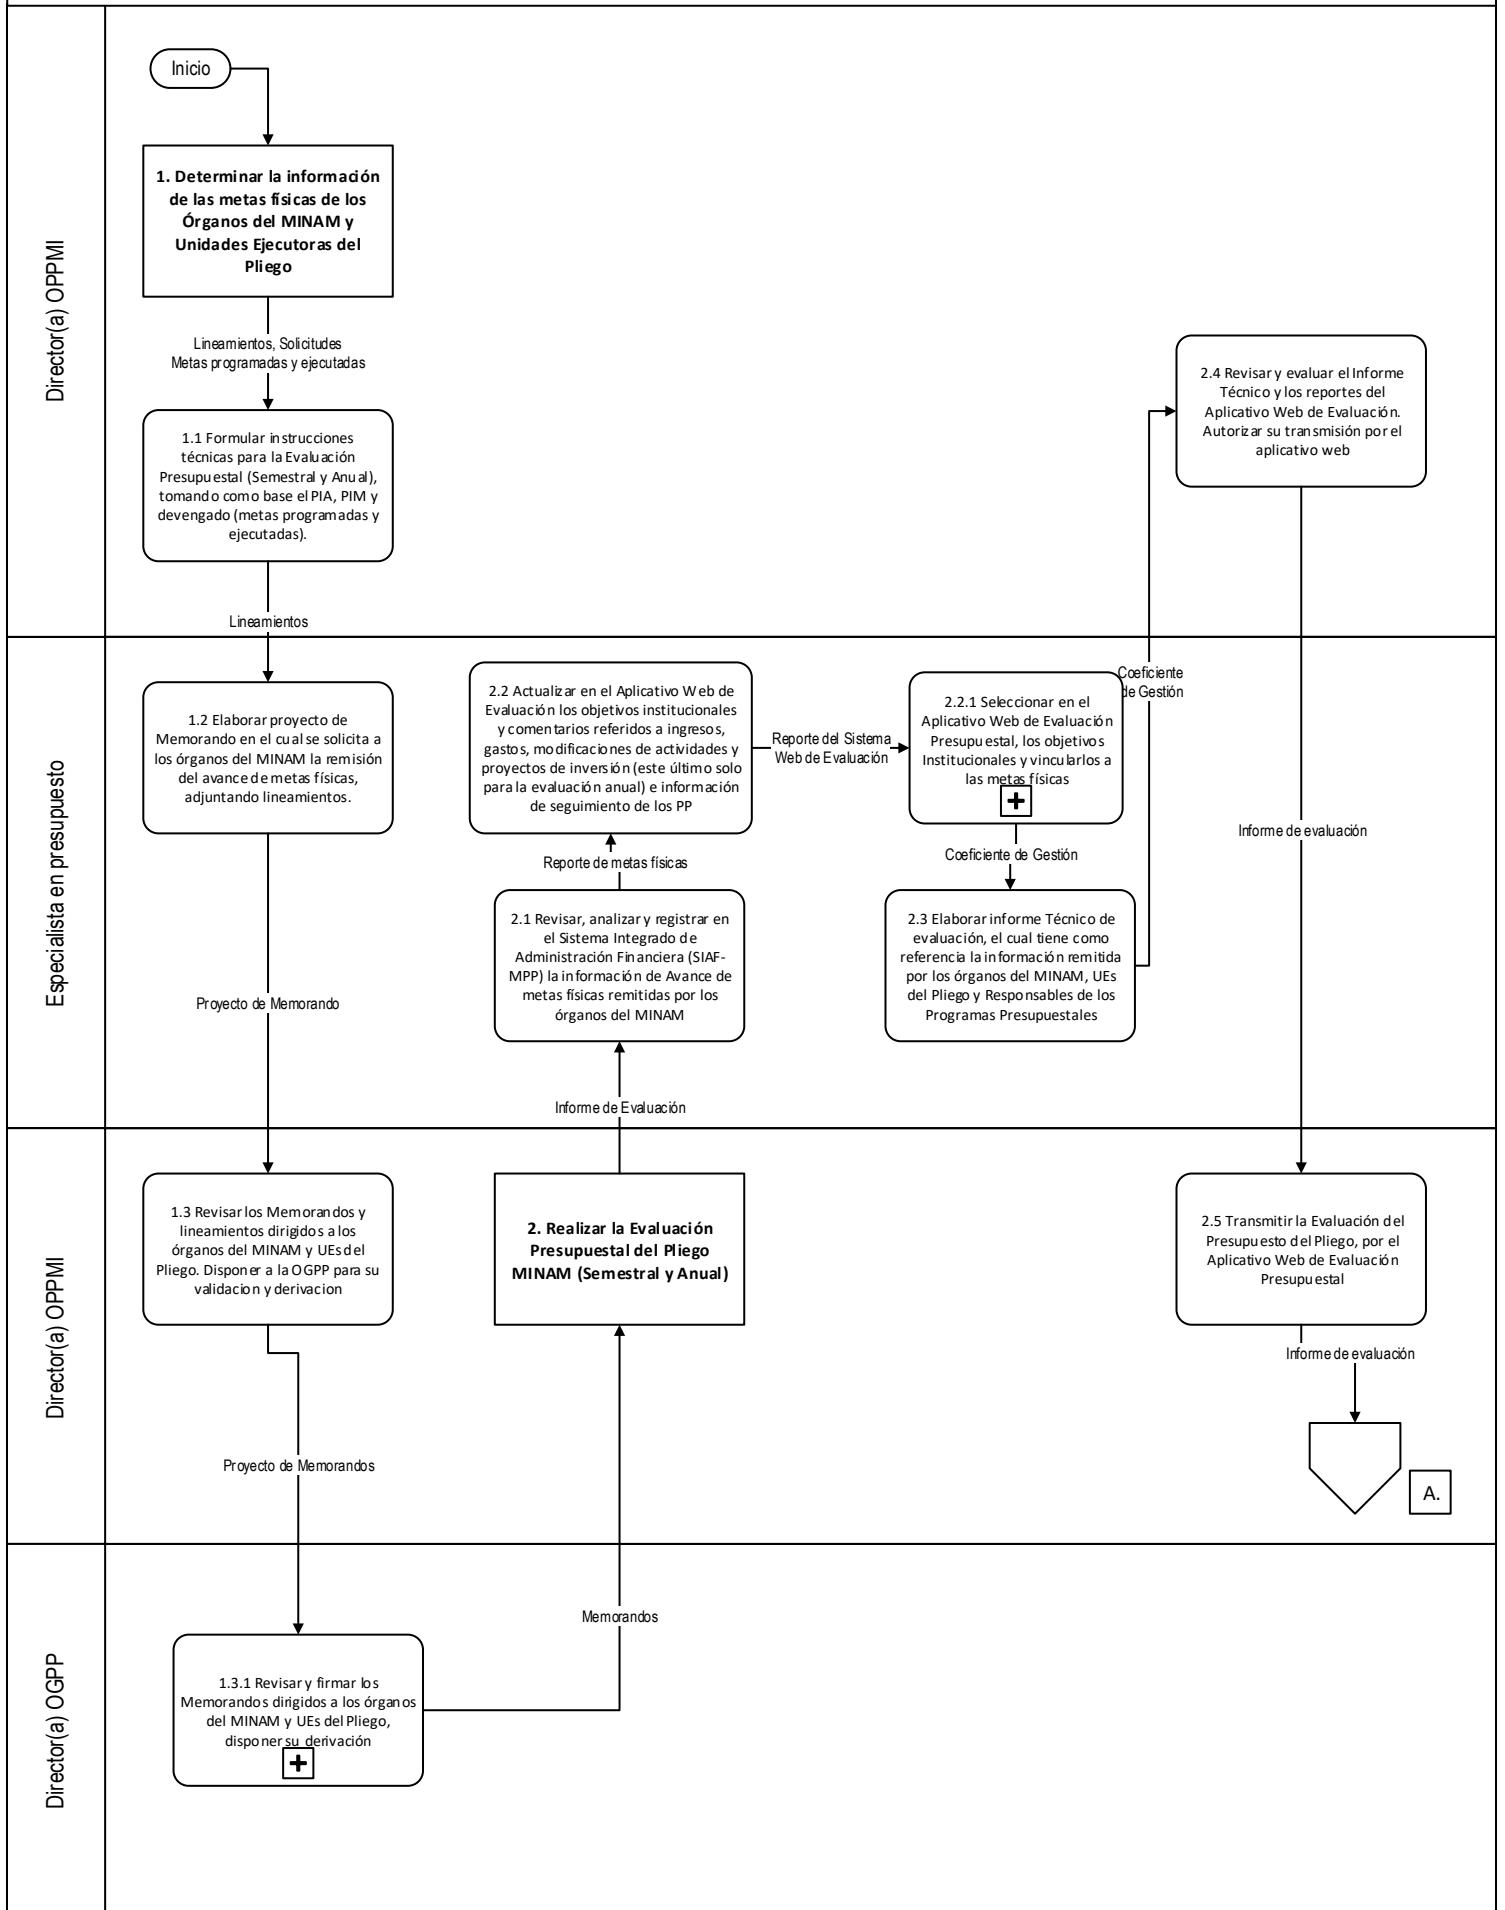 Director(a) OPPMI
Inicio
1. Determinar la información
de las metas físicas de los
Órganos del MINAM y
Unidades Ejecutoras del
Pliego
Lineamientos, Solicitudes
Metas programadas y ejecutadas
1.1 Formular instrucciones
técnicas para la Evaluación
Presupuestal (Semestral y Anual),
tomando como base el PIA, PIM y
devengado (metas programadas y
ejecutadas).
Lineamientos
2.4 Revisar y evaluar el Informe
Técnico y los reportes del
Aplicativo Web de Evaluación.
Autorizar su transmisión por el
aplicativo web
Especialista en presupuesto
1.2 Elaborar proyecto de
Memorando en el cual se solicita a
los órganos del MINAM la remisión
del avance de metas físicas,
adjuntando lineamientos.
Proyecto de Memorando
2.2 Actualizar en el Aplicativo Web de
Evaluación los objetivos institucionales
y comentarios referidos a ingresos,
gastos, modificaciones de actividades y
proyectos de inversión (este último solo
para la evaluación anual) e información
de seguimiento de los PP
Reporte del Sistema
Web de Evaluación
2.2.1 Seleccionar en el
Aplicativo Web de Evaluación
Presupuestal, los objetivos
Institucionales y vincularlos a
las metas físicas
Coeficiente
de Gestión
Reporte de metas físicas
Coeficiente de Gestión
Informe de evaluación
2.1 Revisar, analizar y registrar en
el Sistema Integrado de
Administración Financiera (SIAF-
MPP) la información de Avance de
metas físicas remitidas por los
órganos del MINAM
2.3 Elaborar informe Técnico de
evaluación, el cual tiene como
referencia la información remitida
por los órganos del MINAM, UEs
del Pliego y Responsables de los
Programas Presupuestales
Informe de Evaluación
Director(a) OPPMI
1.3 Revisar los Memorandos y
lineamientos dirigidos a los
órganos del MINAM y UEs del
Pliego. Disponer a la OGPP para su
validacion y derivacion
2. Realizar la Evaluación
Presupuestal del Pliego
MINAM (Semestral y Anual)
2.5 Transmitir la Evaluación del
Presupuesto del Pliego, por el
Aplicativo Web de Evaluación
Presupuestal
Informe de evaluación
Proyecto de Memorandos
A.
Director(a) OGPP
Memorandos
1.3.1 Revisar y firmar los
Memorandos dirigidos a los órganos
del MINAM y UEs del Pliego,
disponer su derivación